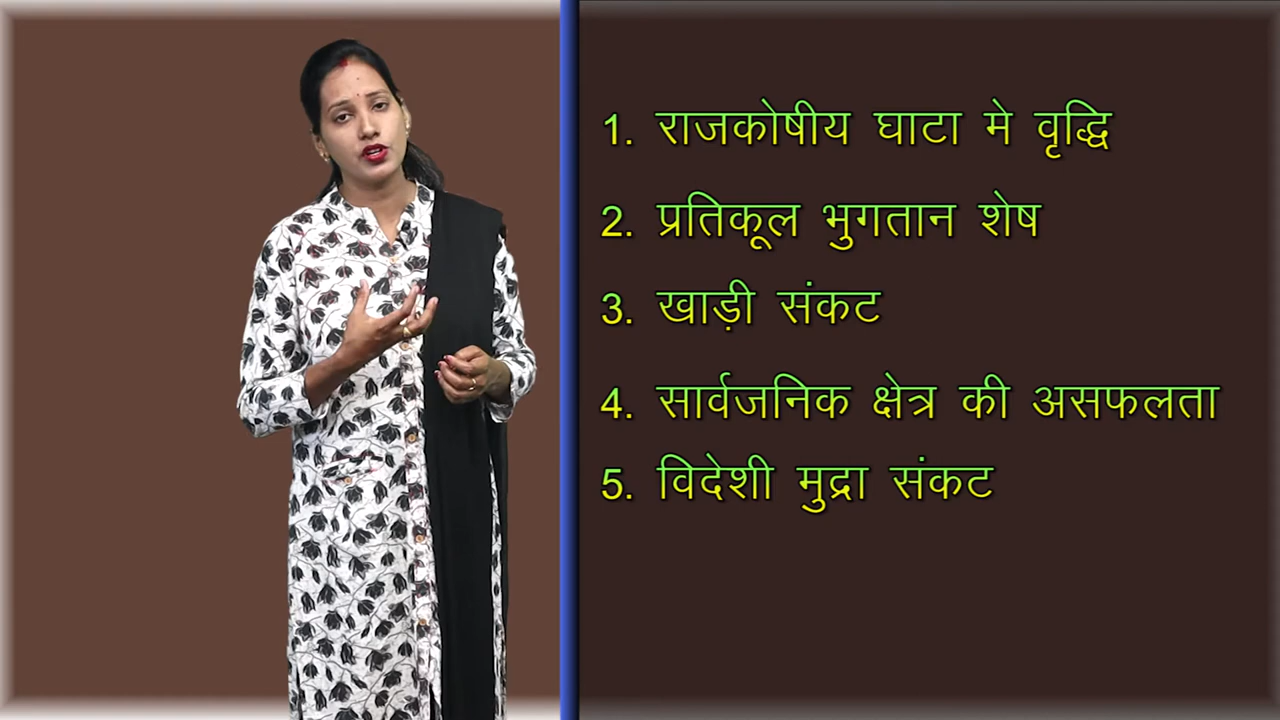 1. राजकोषीय घाटा मे वृद्धि
2. प्रतिकूल भुगतान शेष
3. खाड़ी संकट
4. सार्वजनिक क्षेत्र की असफलता
5. विदेशी मुद्रा संकट